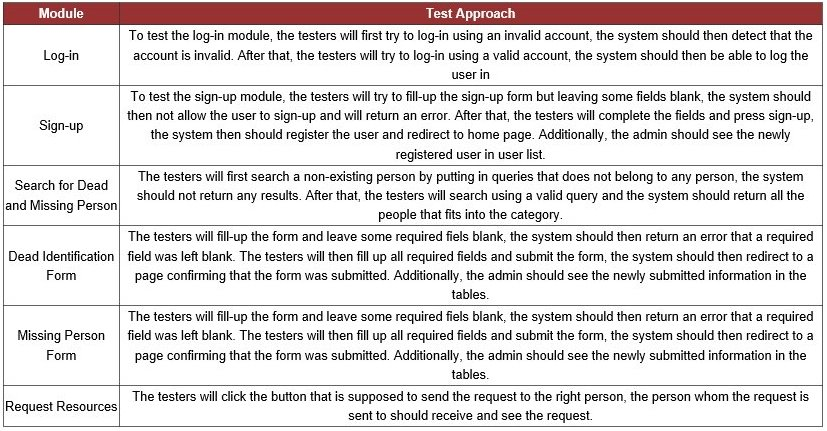 Module Test Approach
Log-in
To test the log-in module, the testers will first try to log-in using an invalid account, the system should then detect that the
account is invalid. After that, the testers will try to log-in using a valid account, the system should then be able to log the
user in
Sign-up
To test the sign-up module, the testers will try to fill-up the sign-up form but leaving some fields blank, the system should
then not allow the user to sign-up and will return an error. After that, the testers will complete the fields and press sign-up,
the system then should register the user and redirect to home page. Additionally, the admin should see the newly
registered user in user list.
Search for Dead
and Missing Person
The testers will first search a non-existing person by putting in queries that does not belong to any person, the system
should not return any results. After that, the testers will search using a valid query and the system should return all the
people that fits into the category.
Dead Identification
Form
The testers will fill-up the form and leave some required fiels blank, the system should then return an error that a required
field was left blank. The testers will then fill up all required fields and submit the form, the system should then redirect to a
page confirming that the form was submitted. Additionally, the admin should see the newly submitted information in the
tables.
Missing Person
Form
The testers will fill-up the form and leave some required fiels blank, the system should then return an error that a required
field was left blank. The testers will then fill up all required fields and submit the form, the system should then redirect to a
page confirming that the form was submitted. Additionally, the admin should see the newly submitted information in the
tables.
Request Resources
The testers will click the button that is supposed to send the request to the right person, the person whom the request is
sent to should receive and see the request.